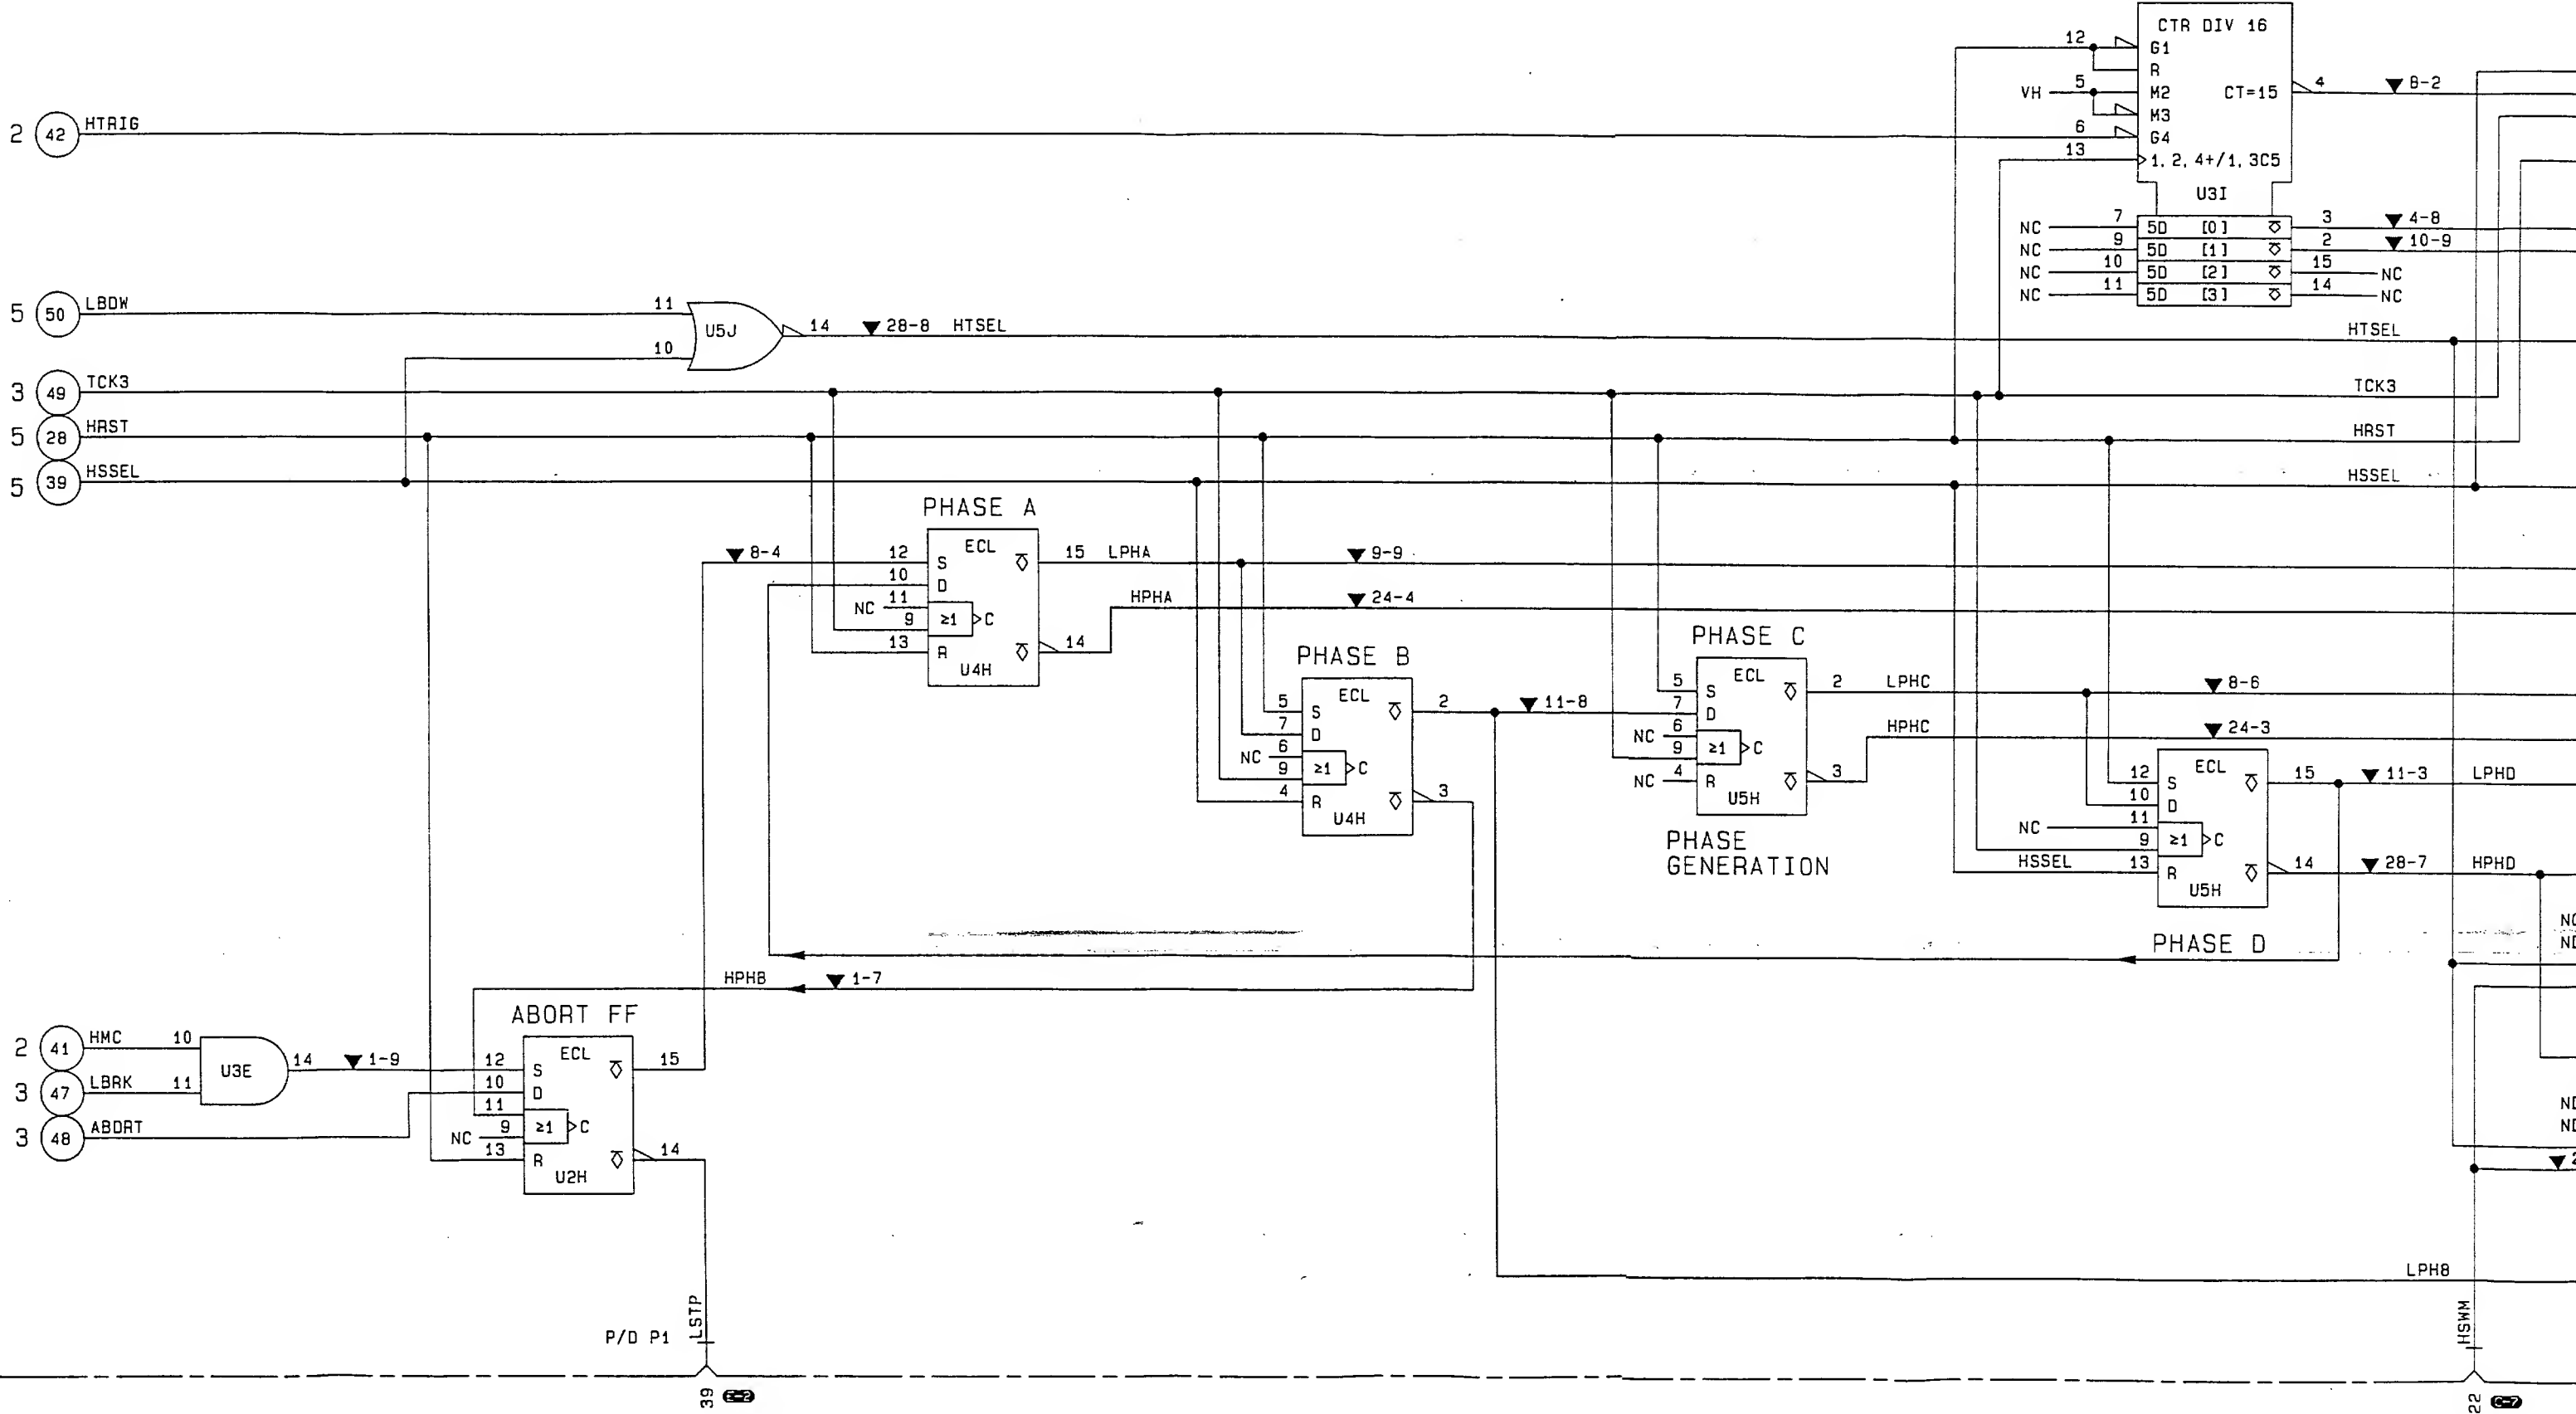 CTR DIV 16
12
G1
R
VH
5
M2
CT=15
4
8-2
M3
2
42
HTRIG
6
G4
13
1, 2, 4+/1, 3C5
U3I
NC
7
5D
[0]
3
4-8
NC
9
5D
[1]
2
10-9
NC
10
5D
[2]
15
NC
NC
11
5D
[3]
14
NC
5
50
LBDW
11
U5J
14
28-8
HTSEL
HTSEL
10
3
49
TCK3
TCK3
5
28
HRST
HRST
5
39
HSSEL
HSSEL
PHASE A
8-4
12
S
ECL
15
LPHA
9-9
10
D
NC
11
9
≥1
C
HPHA
24-4
13
R
14
U4H
PHASE B
5
S
ECL
2
11-8
7
D
NC
6
9
≥1
C
4
R
3
U4H
PHASE C
5
S
ECL
2
LPHC
8-6
7
D
NC
6
9
≥1
C
HPHC
24-3
NC
4
R
3
U5H
PHASE
GENERATION
12
S
ECL
15
11-3
LPHD
10
D
NC
11
9
≥1
C
HSSEL
13
R
14
28-7
HPHD
U5H
PHASE D
HPHB
1-7
ABORT FF
2
41
HMC
10
U3E
14
1-9
3
47
LBRK
11
3
48
ABORT
12
S
ECL
15
10
D
11
NC
9
≥1
C
13
R
14
U2H
LPHB
LSTP
P/O P1
HSWM
39
E-2
22
C-7